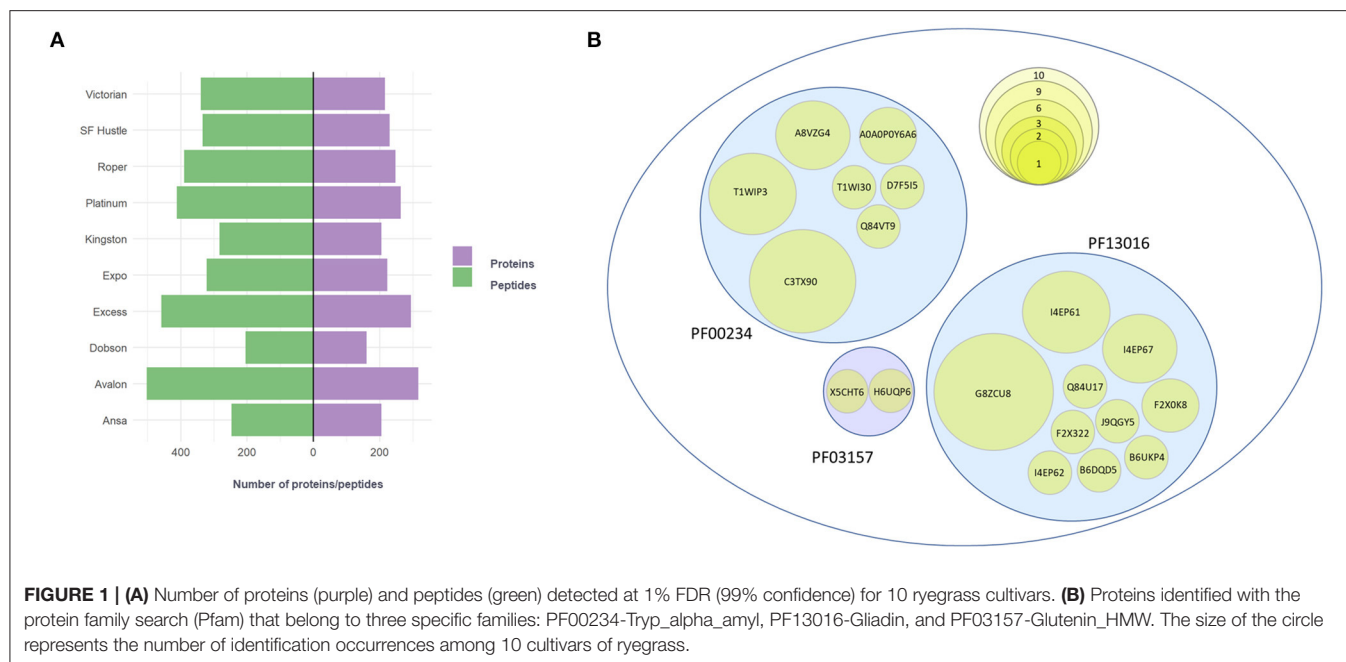 A
Victorian
SF Hustle
Roper
Platinum
Kingston
Expo
Excess
Dobson
Avalon
Ansa
400 200 0 200
Number of proteins/peptides
Proteins
Peptides
B
10
9
6
3
2
1
A8VZG4
A0A0P0Y6A6
T1WIP3
T1WI30
D7F5I5
Q84VT9
C3TX90
PF00234
PF13016
I4EP61
I4EP67
G8ZCU8
Q84U17
F2X0K8
J9QGY5
F2X322
B6UKP4
I4EP62
B6DQD5
X5CHT6
H6UQP6
PF03157
FIGURE 1 | (A) Number of proteins (purple) and peptides (green) detected at 1% FDR (99% confidence) for 10 ryegrass cultivars. (B) Proteins identified with the
protein family search (Pfam) that belong to three specific families: PF00234-Tryp_alpha_amyl, PF13016-Gliadin, and PF03157-Glutenin_HMW. The size of the circle
represents the number of identification occurrences among 10 cultivars of ryegrass.